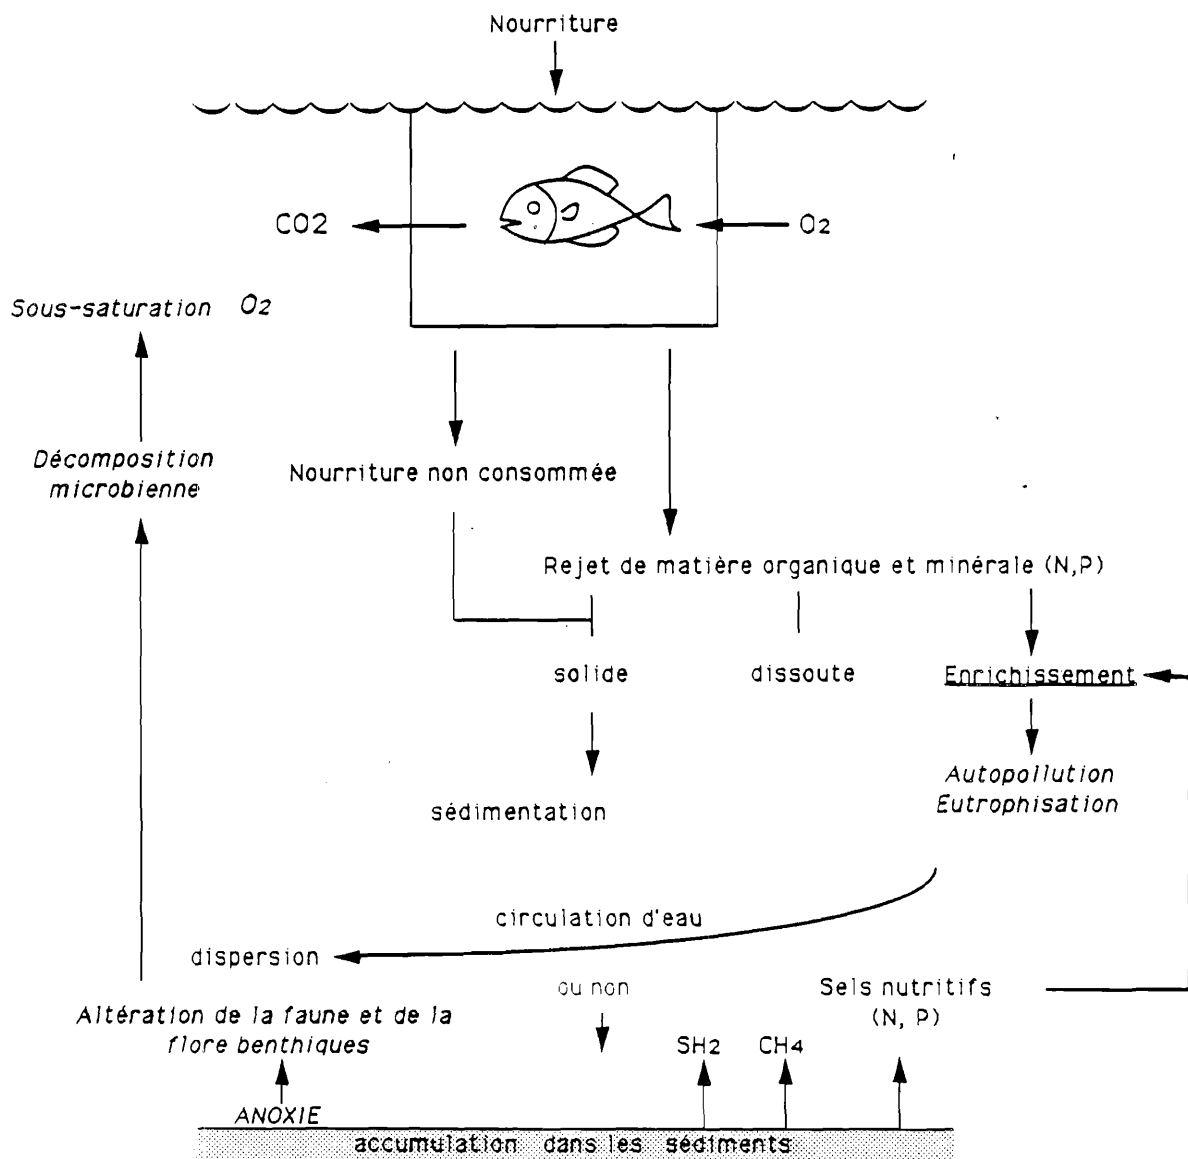 Nourriture
CO2
O2
Sous-saturation O2
Décomposition
microbienne
Nourriture non consommée
Rejet de matière organique et minérale (N,P)
solide
dissoute
Enrichissement
Autopollution
Eutrophisation
sédimentation
circulation d'eau
dispersion
ou non
Sels nutritifs
(N, P)
Altération de la faune et de la
flore benthiques
SH2
CH4
ANOXIE
accumulation dans les sédiments